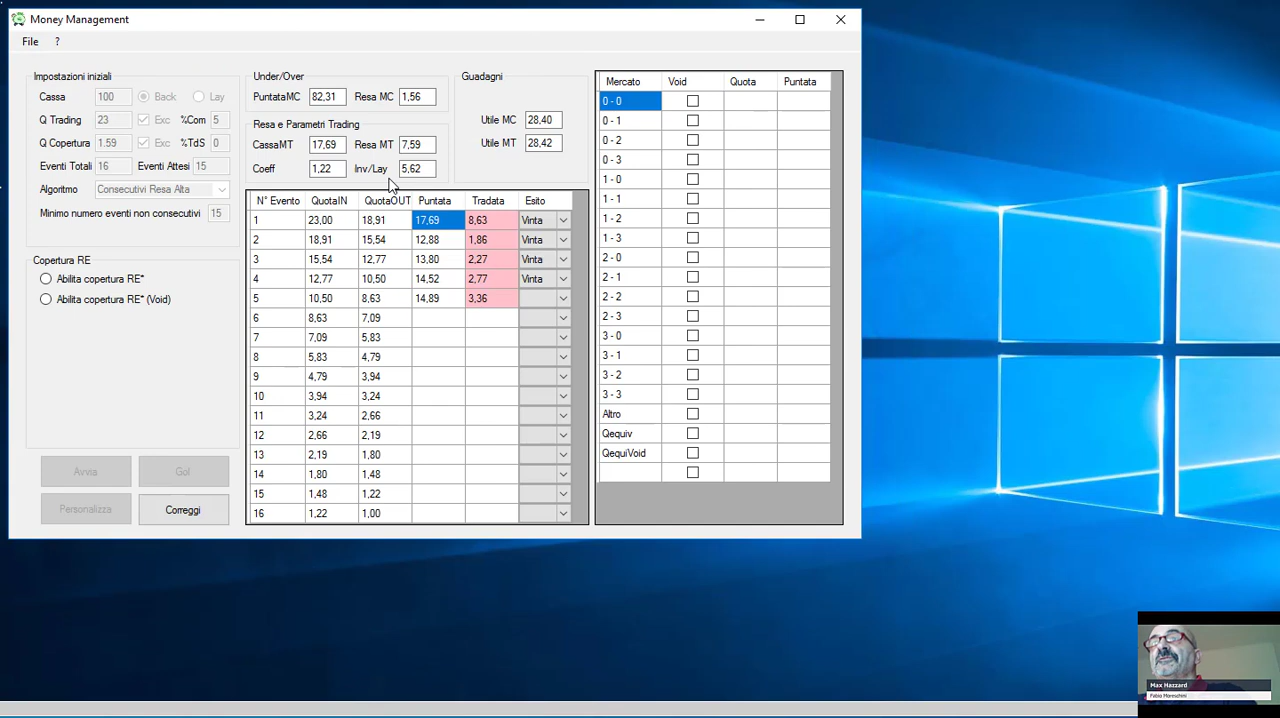 Money Management
File ?
Impostazioni iniziali
Cassa 100 Back Lay
Q Trading 23 Exc %Com 5
Q Copertura 1.59 Exc %TdS 0
Eventi Totali 16 Eventi Attesi 15
Algoritmo Consecutivi Resa Alta
Minimo numero eventi non consecutivi 15
Copertura RE
Abilita copertura RE*
Abilita copertura RE* (Void)
Avvia Gol
Personalizza Correggi
Under/Over
PuntataMC 82,31 Resa MC 1,56
Resa e Parametri Trading
CassaMT 17,69 Resa MT 7,59
Coeff 1,22 Inv/Lay 5,62
Guadagni
Utile MC 28,40
Utile MT 28,42
N° Evento QuotaIN QuotaOUT Puntata Tradata Esito
1 23,00 18,91 17,69 8,63 Vinta
2 18,91 15,54 12,88 1,86 Vinta
3 15,54 12,77 13,80 2,27 Vinta
4 12,77 10,50 14,52 2,77 Vinta
5 10,50 8,63 14,89 3,36
6 8,63 7,09
7 7,09 5,83
8 5,83 4,79
9 4,79 3,94
10 3,94 3,24
11 3,24 2,66
12 2,66 2,19
13 2,19 1,80
14 1,80 1,48
15 1,48 1,22
16 1,22 1,00
Mercato Void Quota Puntata
0 - 0
0 - 1
0 - 2
0 - 3
1 - 0
1 - 1
1 - 2
1 - 3
2 - 0
2 - 1
2 - 2
2 - 3
3 - 0
3 - 1
3 - 2
3 - 3
Altro
Qequiv
QequiVoid
Max Hazzard
Fabio Moreschini